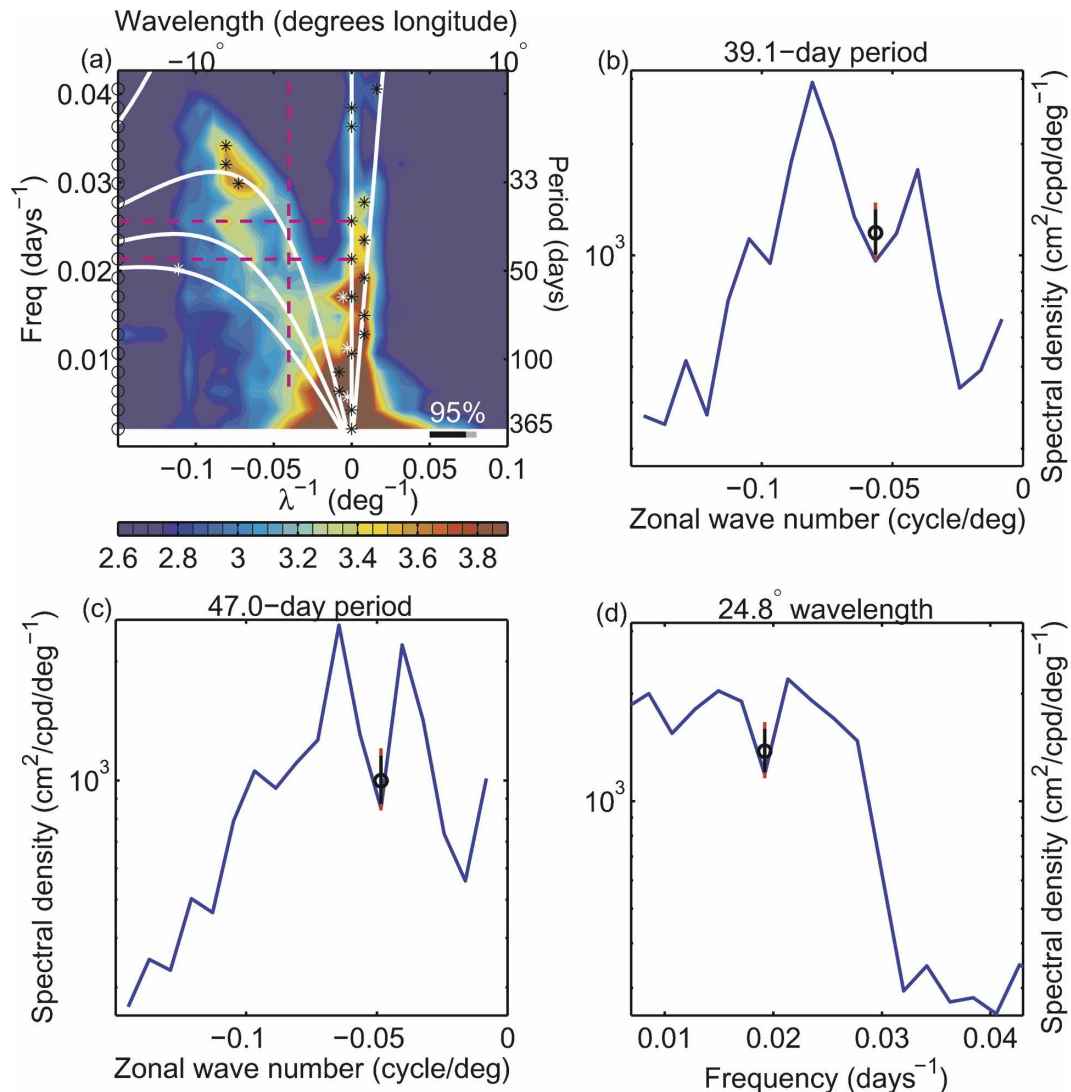 Wavelength (degrees longitude)
(a) −10° 10°
0.04
0.03
0.02
0.01
Freq (days⁻¹)
33
50
100
365
Period (days)
95%
−0.1 −0.05 0 0.05 0.1
λ⁻¹ (deg⁻¹)
2.6 2.8 3 3.2 3.4 3.6 3.8
(b) 39.1−day period
10³
Spectral density (cm²/cpd/deg⁻¹)
−0.1 −0.05 0
Zonal wave number (cycle/deg)
(c) 47.0−day period
10³
Spectral density (cm²/cpd/deg⁻¹)
−0.1 −0.05 0
Zonal wave number (cycle/deg)
(d) 24.8° wavelength
10³
Spectral density (cm²/cpd/deg⁻¹)
0.01 0.02 0.03 0.04
Frequency (days⁻¹)